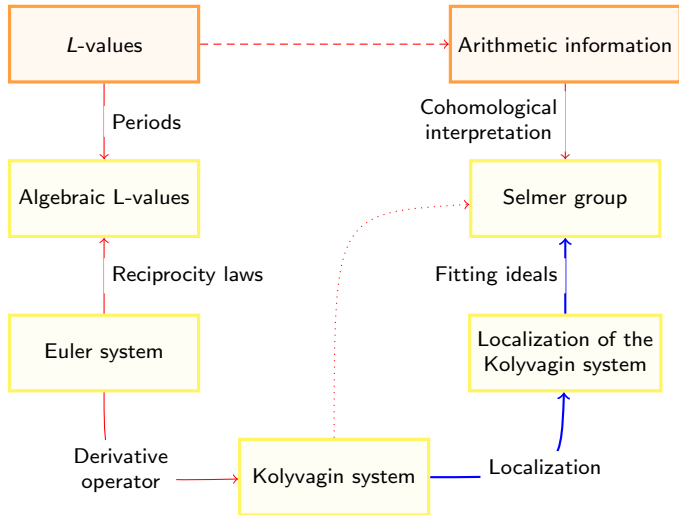 L-values
Arithmetic information
Periods
Cohomological
interpretation
Algebraic L-values
Selmer group
Reciprocity laws
Fitting ideals
Euler system
Localization of the
Kolyvagin system
Derivative
operator
Kolyvagin system
Localization